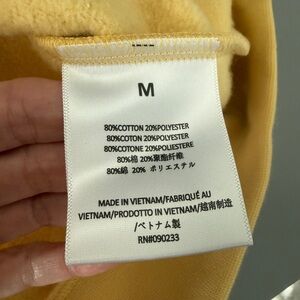 M
80%COTTON 20%POLYESTER
80%COTTON 20%POLYESTER
80%COTONE 20%POLIESTERE
80%棉 20%聚酯纤维
80%綿 20% ポリエステル
MADE IN VIETNAM/FABRIQUÉ AU
VIETNAM/PRODOTTO IN VIETNAM/越南制造
/ベトナム製
RN#090233